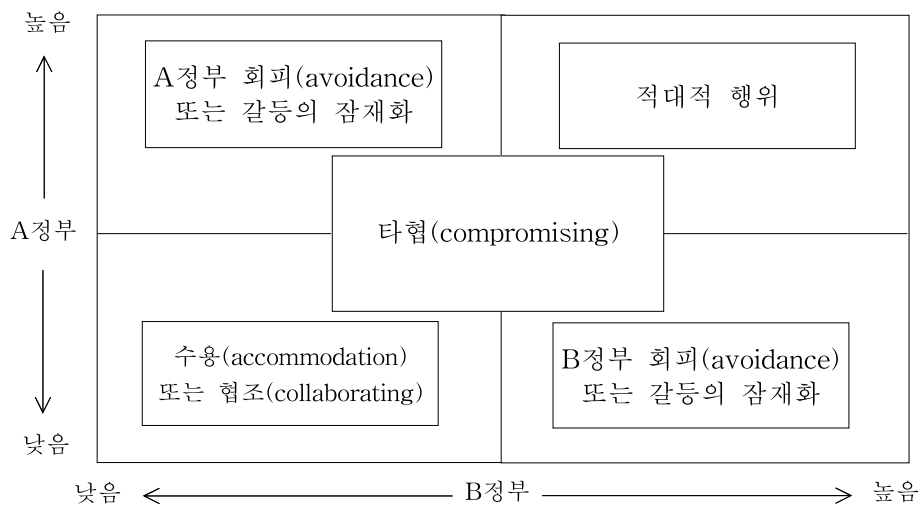 높음
A정부 회피(avoidance)
또는 갈등의 잠재화
적대적 행위
A정부
타협(compromising)
수용(accommodation)
또는 협조(collaborating)
B정부 회피(avoidance)
또는 갈등의 잠재화
낮음
낮음
B정부
높음